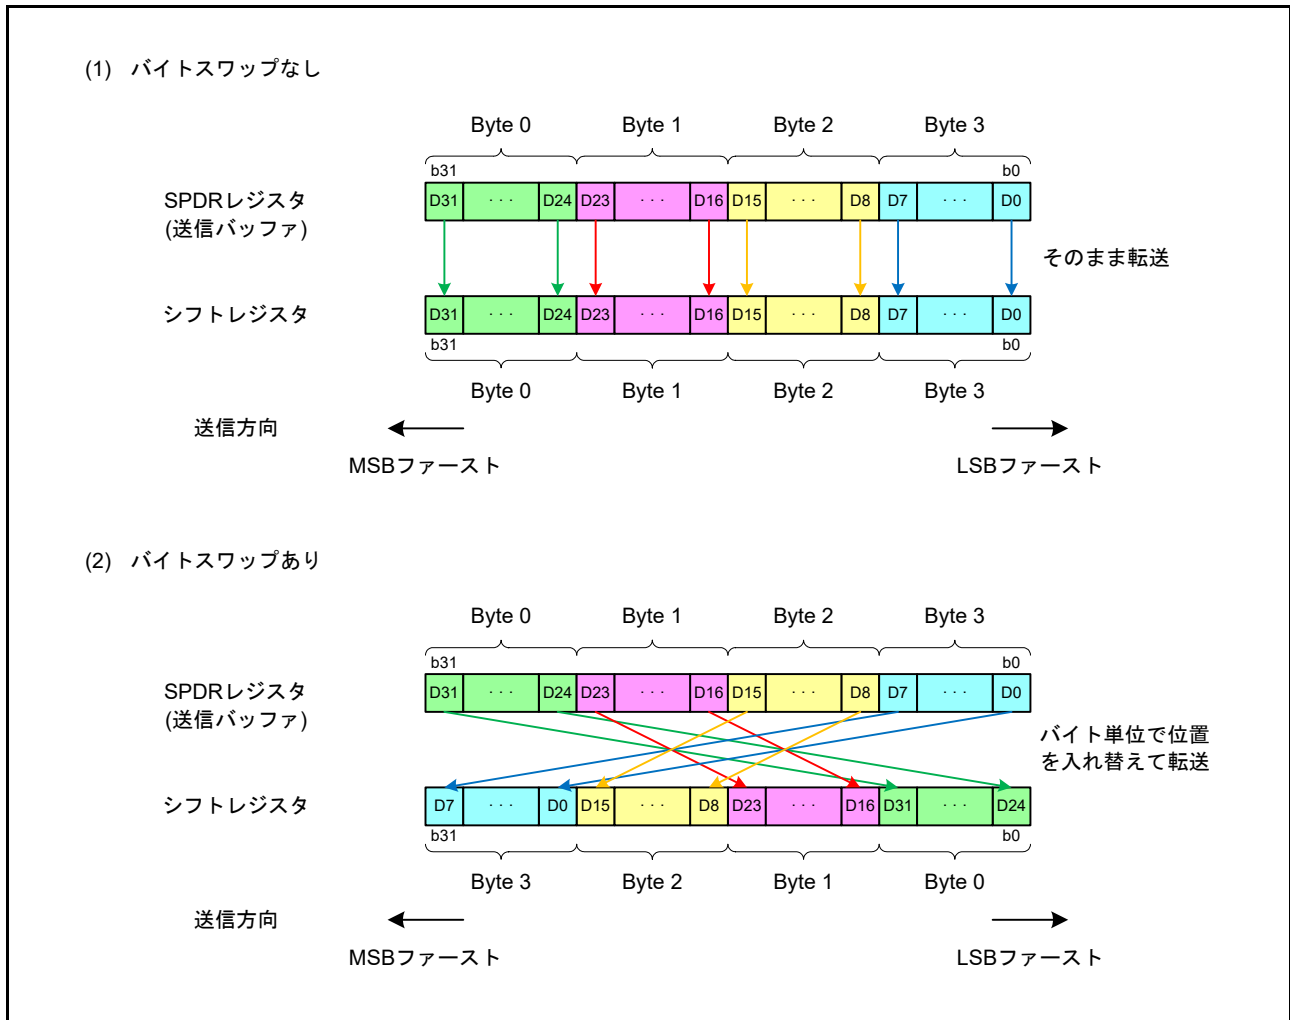 (1) バイトスワップなし
Byte 0 Byte 1 Byte 2 Byte 3
b31 b0
SPDRレジスタ
(送信バッファ)
D31 ··· D24 D23 ··· D16 D15 ··· D8 D7 ··· D0
そのまま転送
シフトレジスタ
D31 ··· D24 D23 ··· D16 D15 ··· D8 D7 ··· D0
b31 b0
Byte 0 Byte 1 Byte 2 Byte 3
送信方向
MSBファースト LSBファースト
(2) バイトスワップあり
Byte 0 Byte 1 Byte 2 Byte 3
b31 b0
SPDRレジスタ
(送信バッファ)
D31 ··· D24 D23 ··· D16 D15 ··· D8 D7 ··· D0
バイト単位で位置
を入れ替えて転送
シフトレジスタ
D7 ··· D0 D15 ··· D8 D23 ··· D16 D31 ··· D24
b31 b0
Byte 3 Byte 2 Byte 1 Byte 0
送信方向
MSBファースト LSBファースト